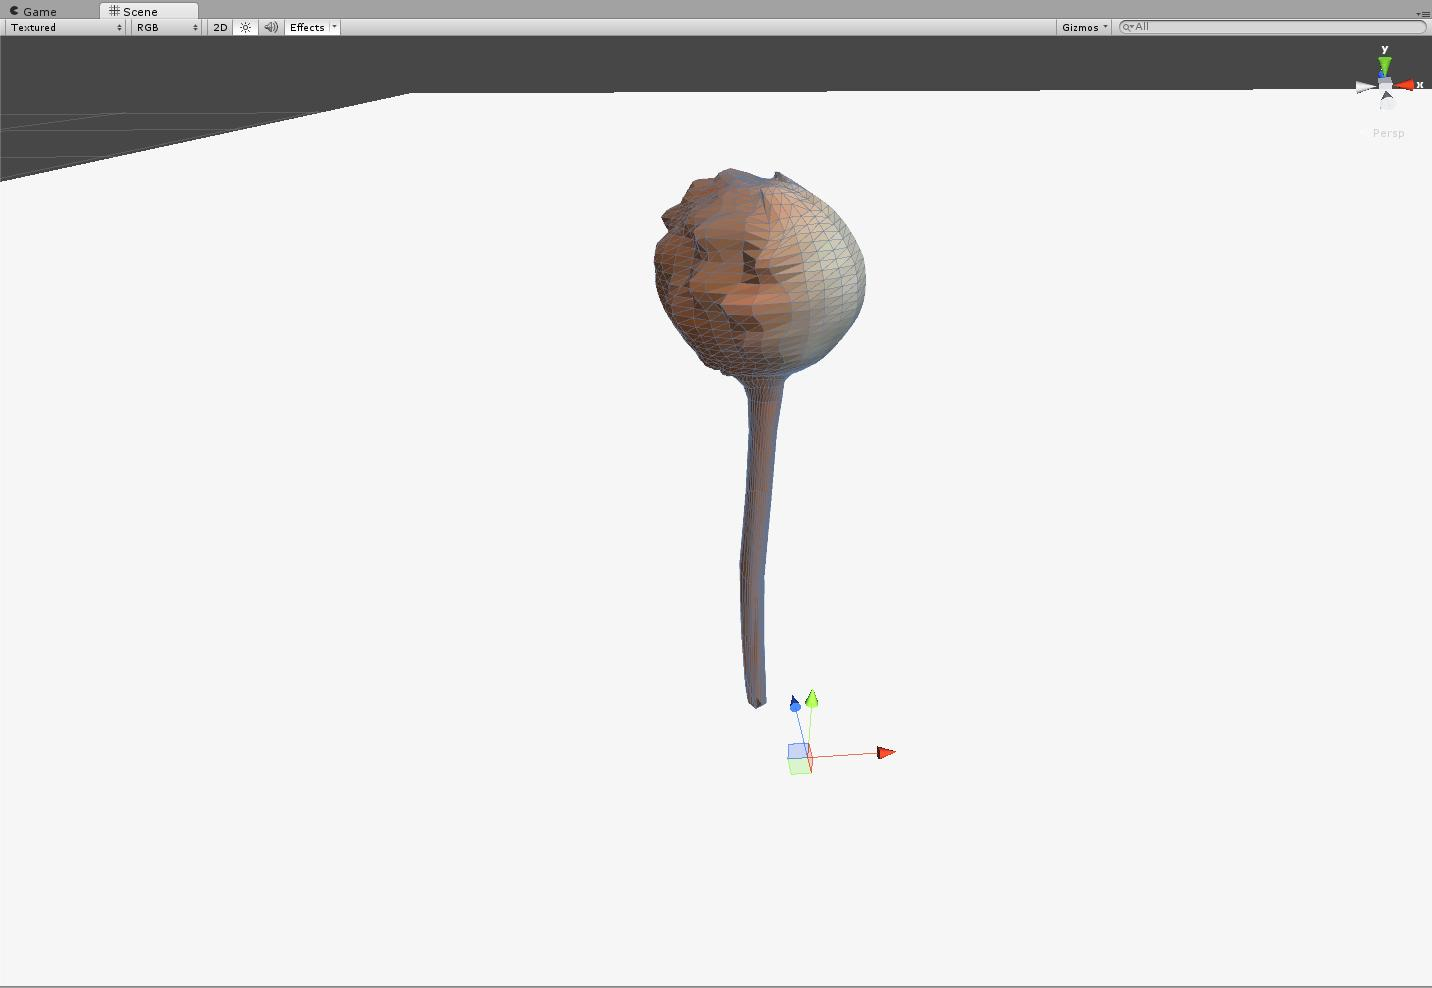 Game
Scene
Textured
RGB
2D
Effects
Gizmos
All
y
x
Persp